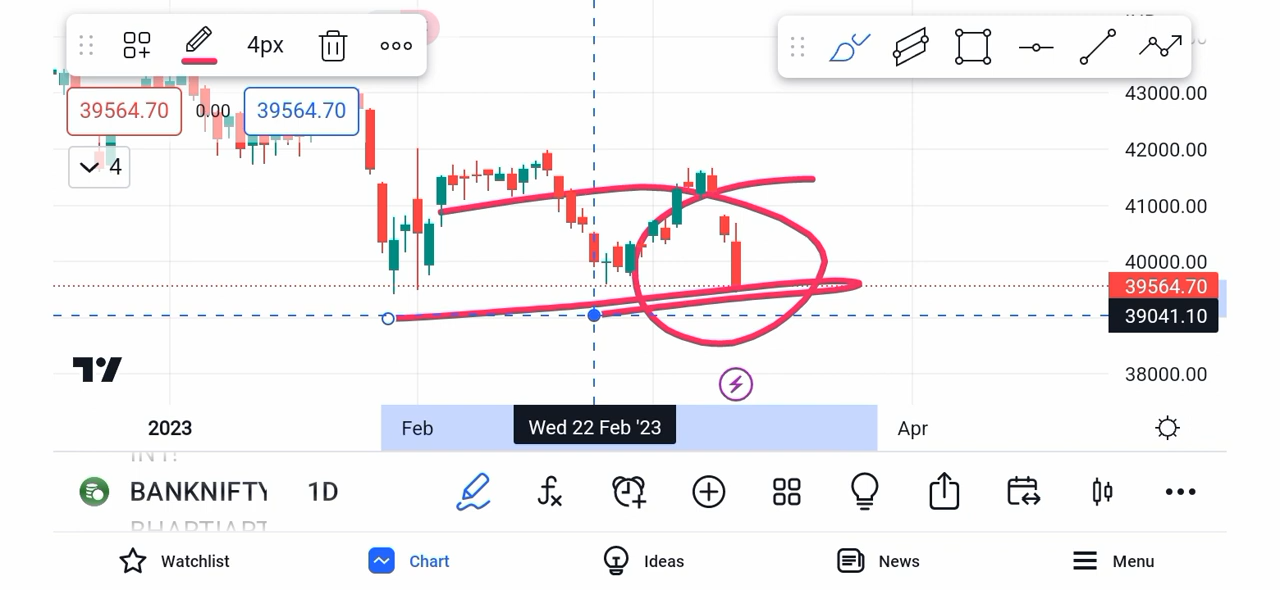 4px
43000.00
39564.70 0.00 39564.70
42000.00
4
41000.00
40000.00
39564.70
39041.10
38000.00
2023 Feb Wed 22 Feb '23 Apr
BANKNIFTY 1D
Watchlist Chart Ideas News Menu